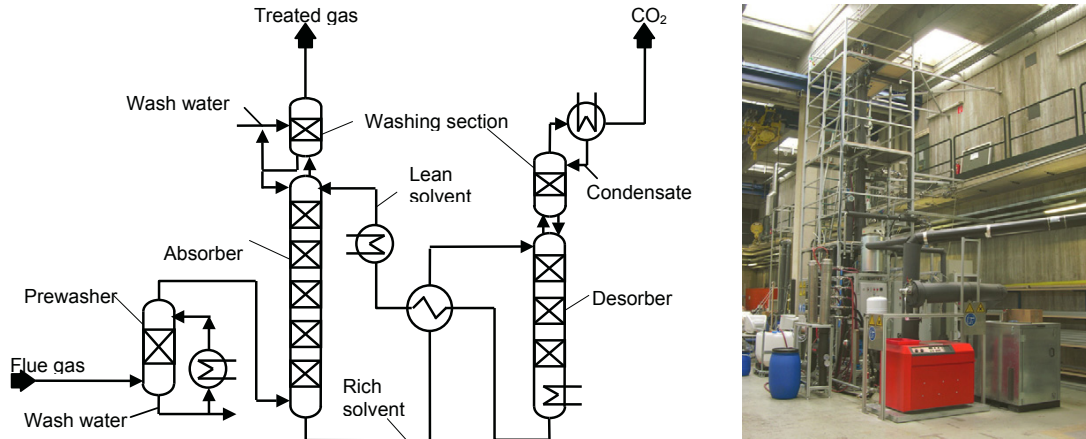 Treated gas
CO₂
Wash water
Washing section
Lean
solvent
Condensate
Absorber
Prewasher
Desorber
Flue gas
Rich
solvent
Wash water